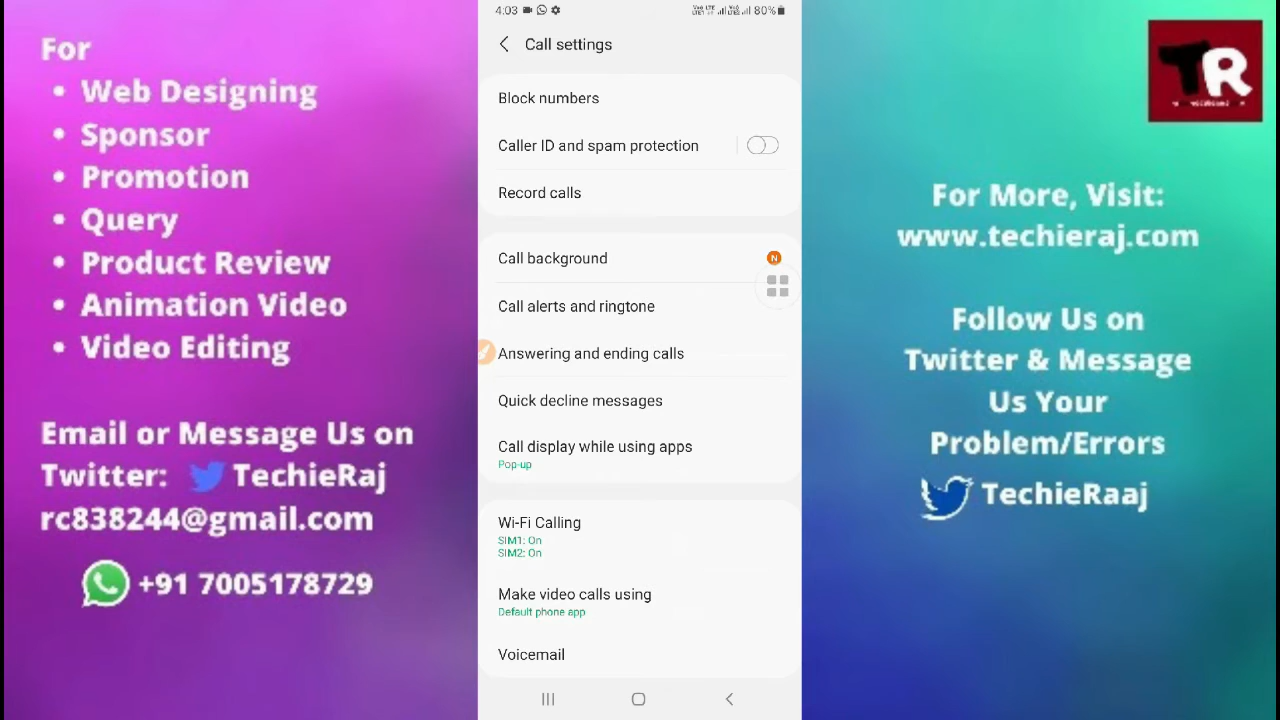 For
• Web Designing
• Sponsor
• Promotion
• Query
• Product Review
• Animation Video
• Video Editing
Email or Message Us on
Twitter: TechieRaj
rc838244@gmail.com
+91 7005178729
4:03
80%
Call settings
Block numbers
Caller ID and spam protection
Record calls
Call background
N
Call alerts and ringtone
Answering and ending calls
Quick decline messages
Call display while using apps
Pop-up
Wi-Fi Calling
SIM1: On
SIM2: On
Make video calls using
Default phone app
Voicemail
TR
For More, Visit:
www.techieraj.com
Follow Us on
Twitter & Message
Us Your
Problem/Errors
TechieRaaj